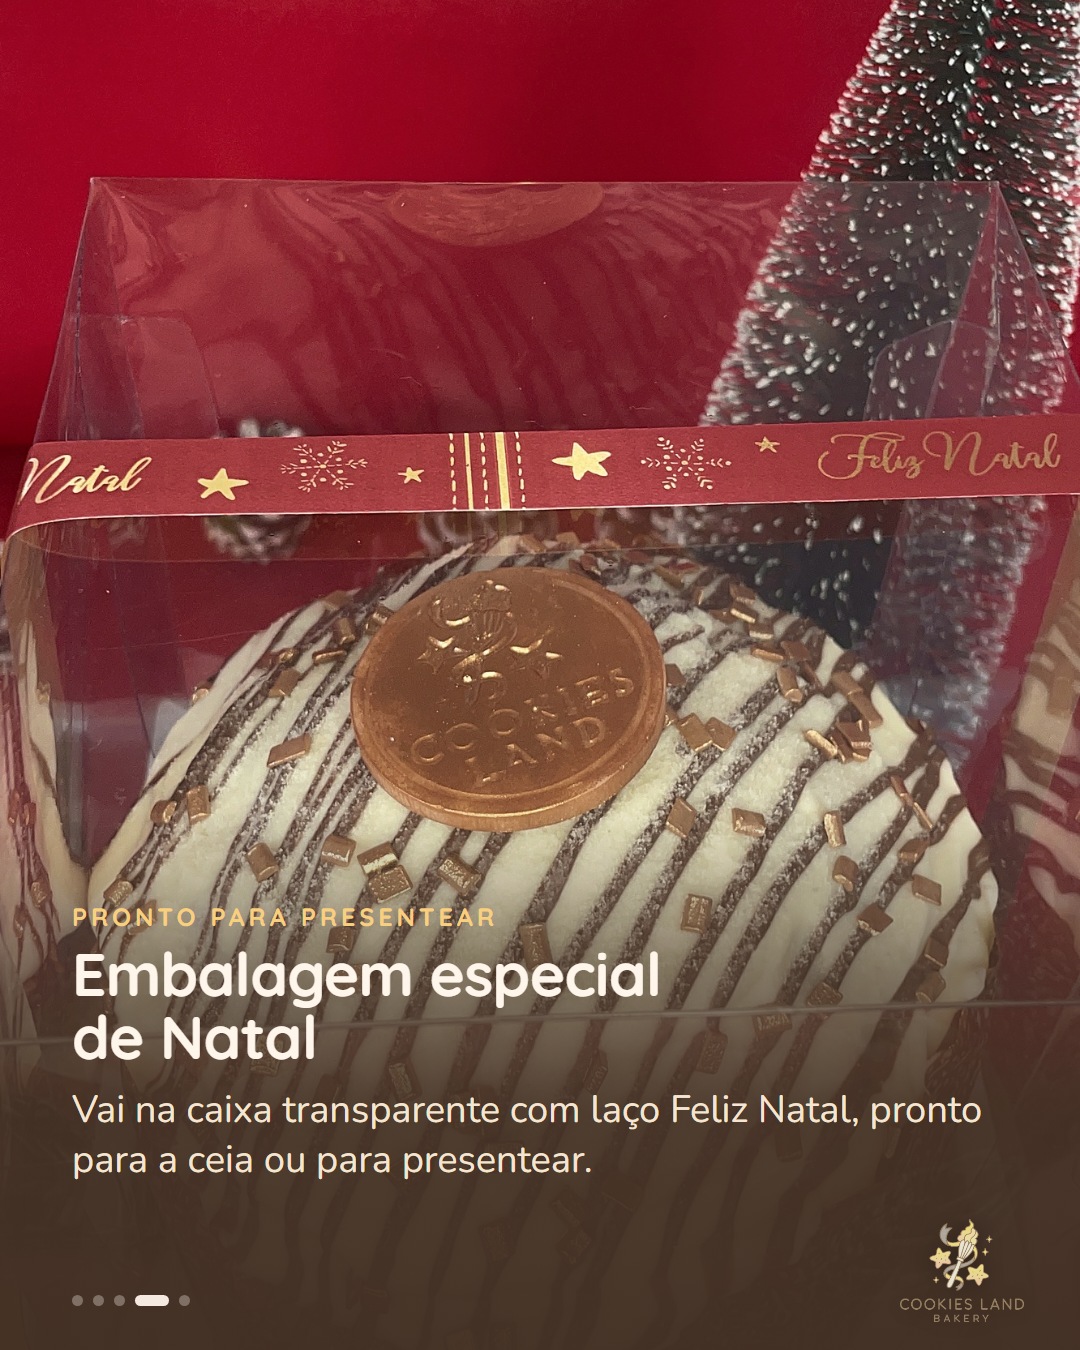 Natal
Feliz Natal
COOKIES
LAND
PRONTO PARA PRESENTEAR
Embalagem especial
de Natal
Vai na caixa transparente com laço Feliz Natal, pronto
para a ceia ou para presentear.
COOKIES LAND
BAKERY